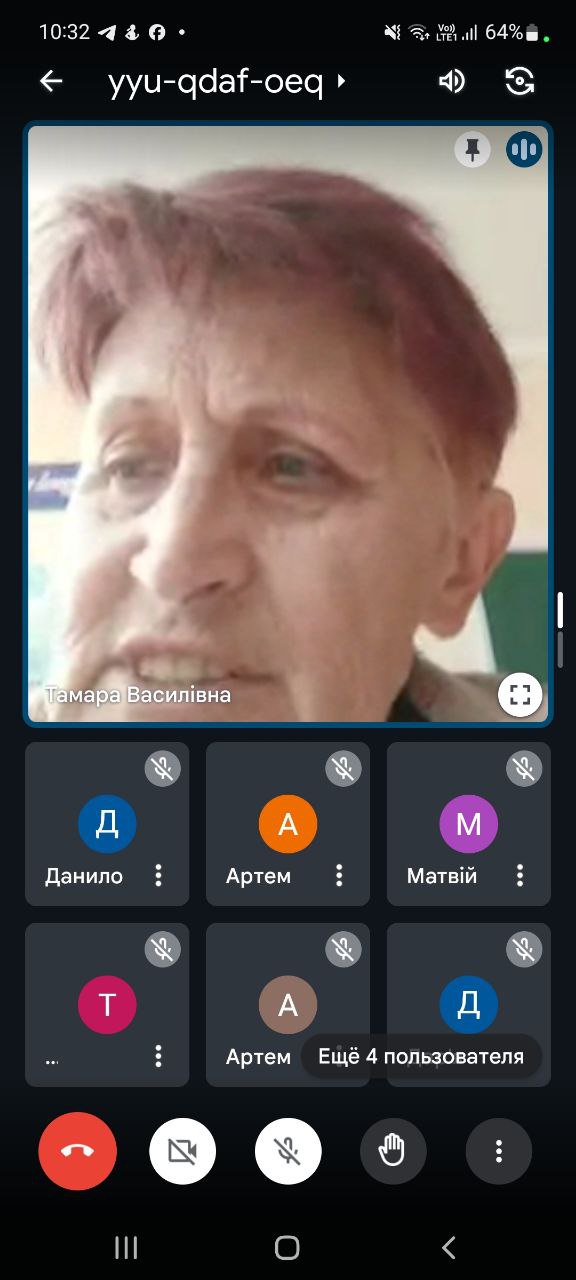 10:32
Vo))
LTE1
64%
yyu-qdaf-oeq
Тамара Василівна
Д
А
М
Данило
Артем
Матвій
Т
А
Д
...
Артем
Ещё 4 пользователя